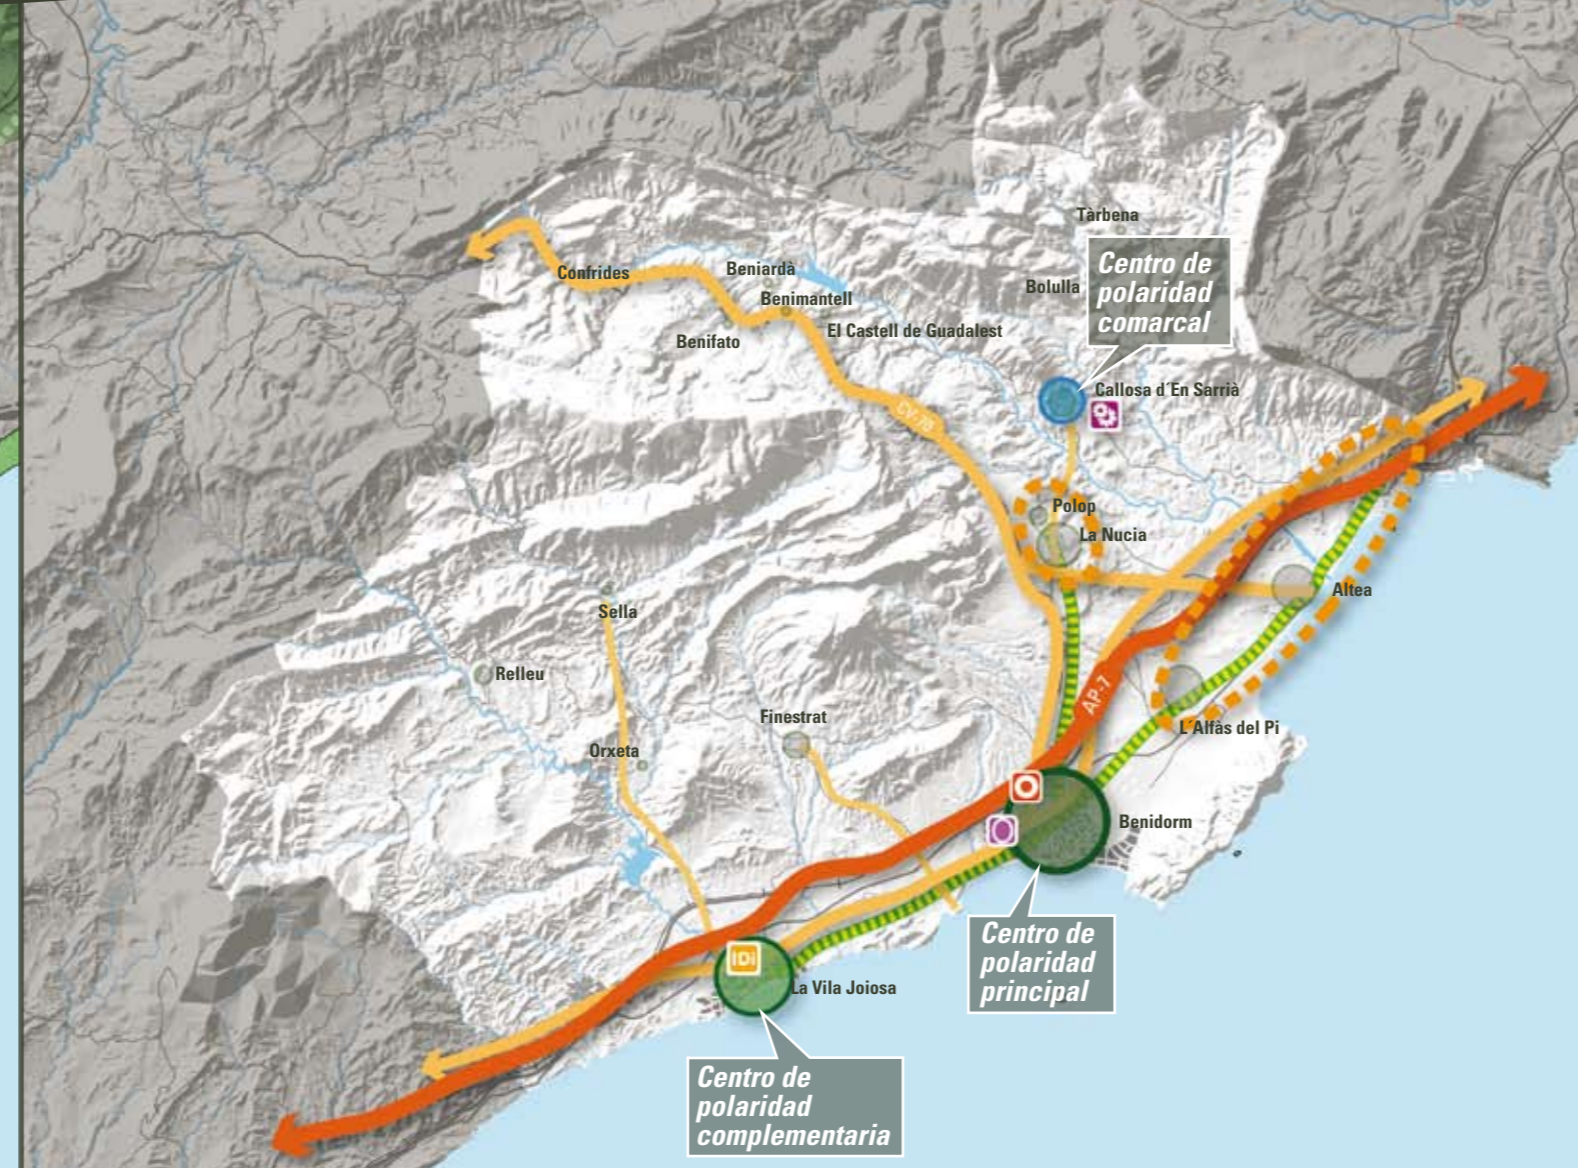 Tàrbena
Centro de
polaridad
comarcal
Confrides
Beniardà
Bolulla
Benimantell
El Castell de Guadalest
Benifato
Callosa d´En Sarrià
CV-70
Polop
La Nucia
Altea
Sella
Relleu
AP-7
Finestrat
L´Alfàs del Pi
Orxeta
Benidorm
Centro de
polaridad
principal
IDi
La Vila Joiosa
Centro de
polaridad
complementaria